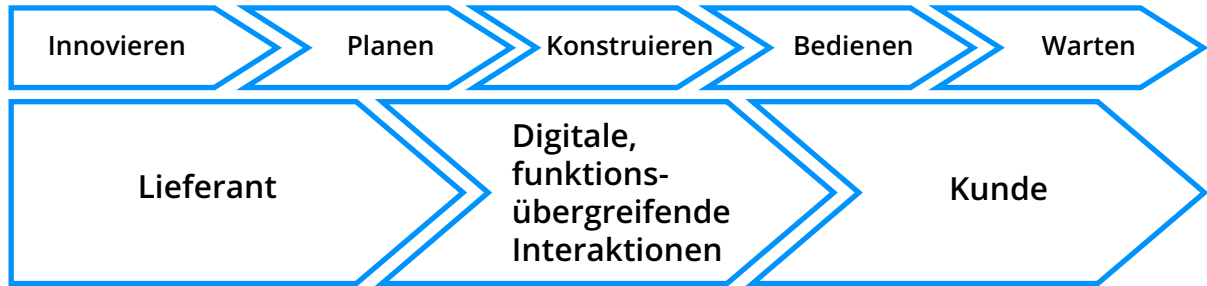 Innovieren
Planen
Konstruieren
Bedienen
Warten
Lieferant
Digitale,
funktions-
übergreifende
Interaktionen
Kunde